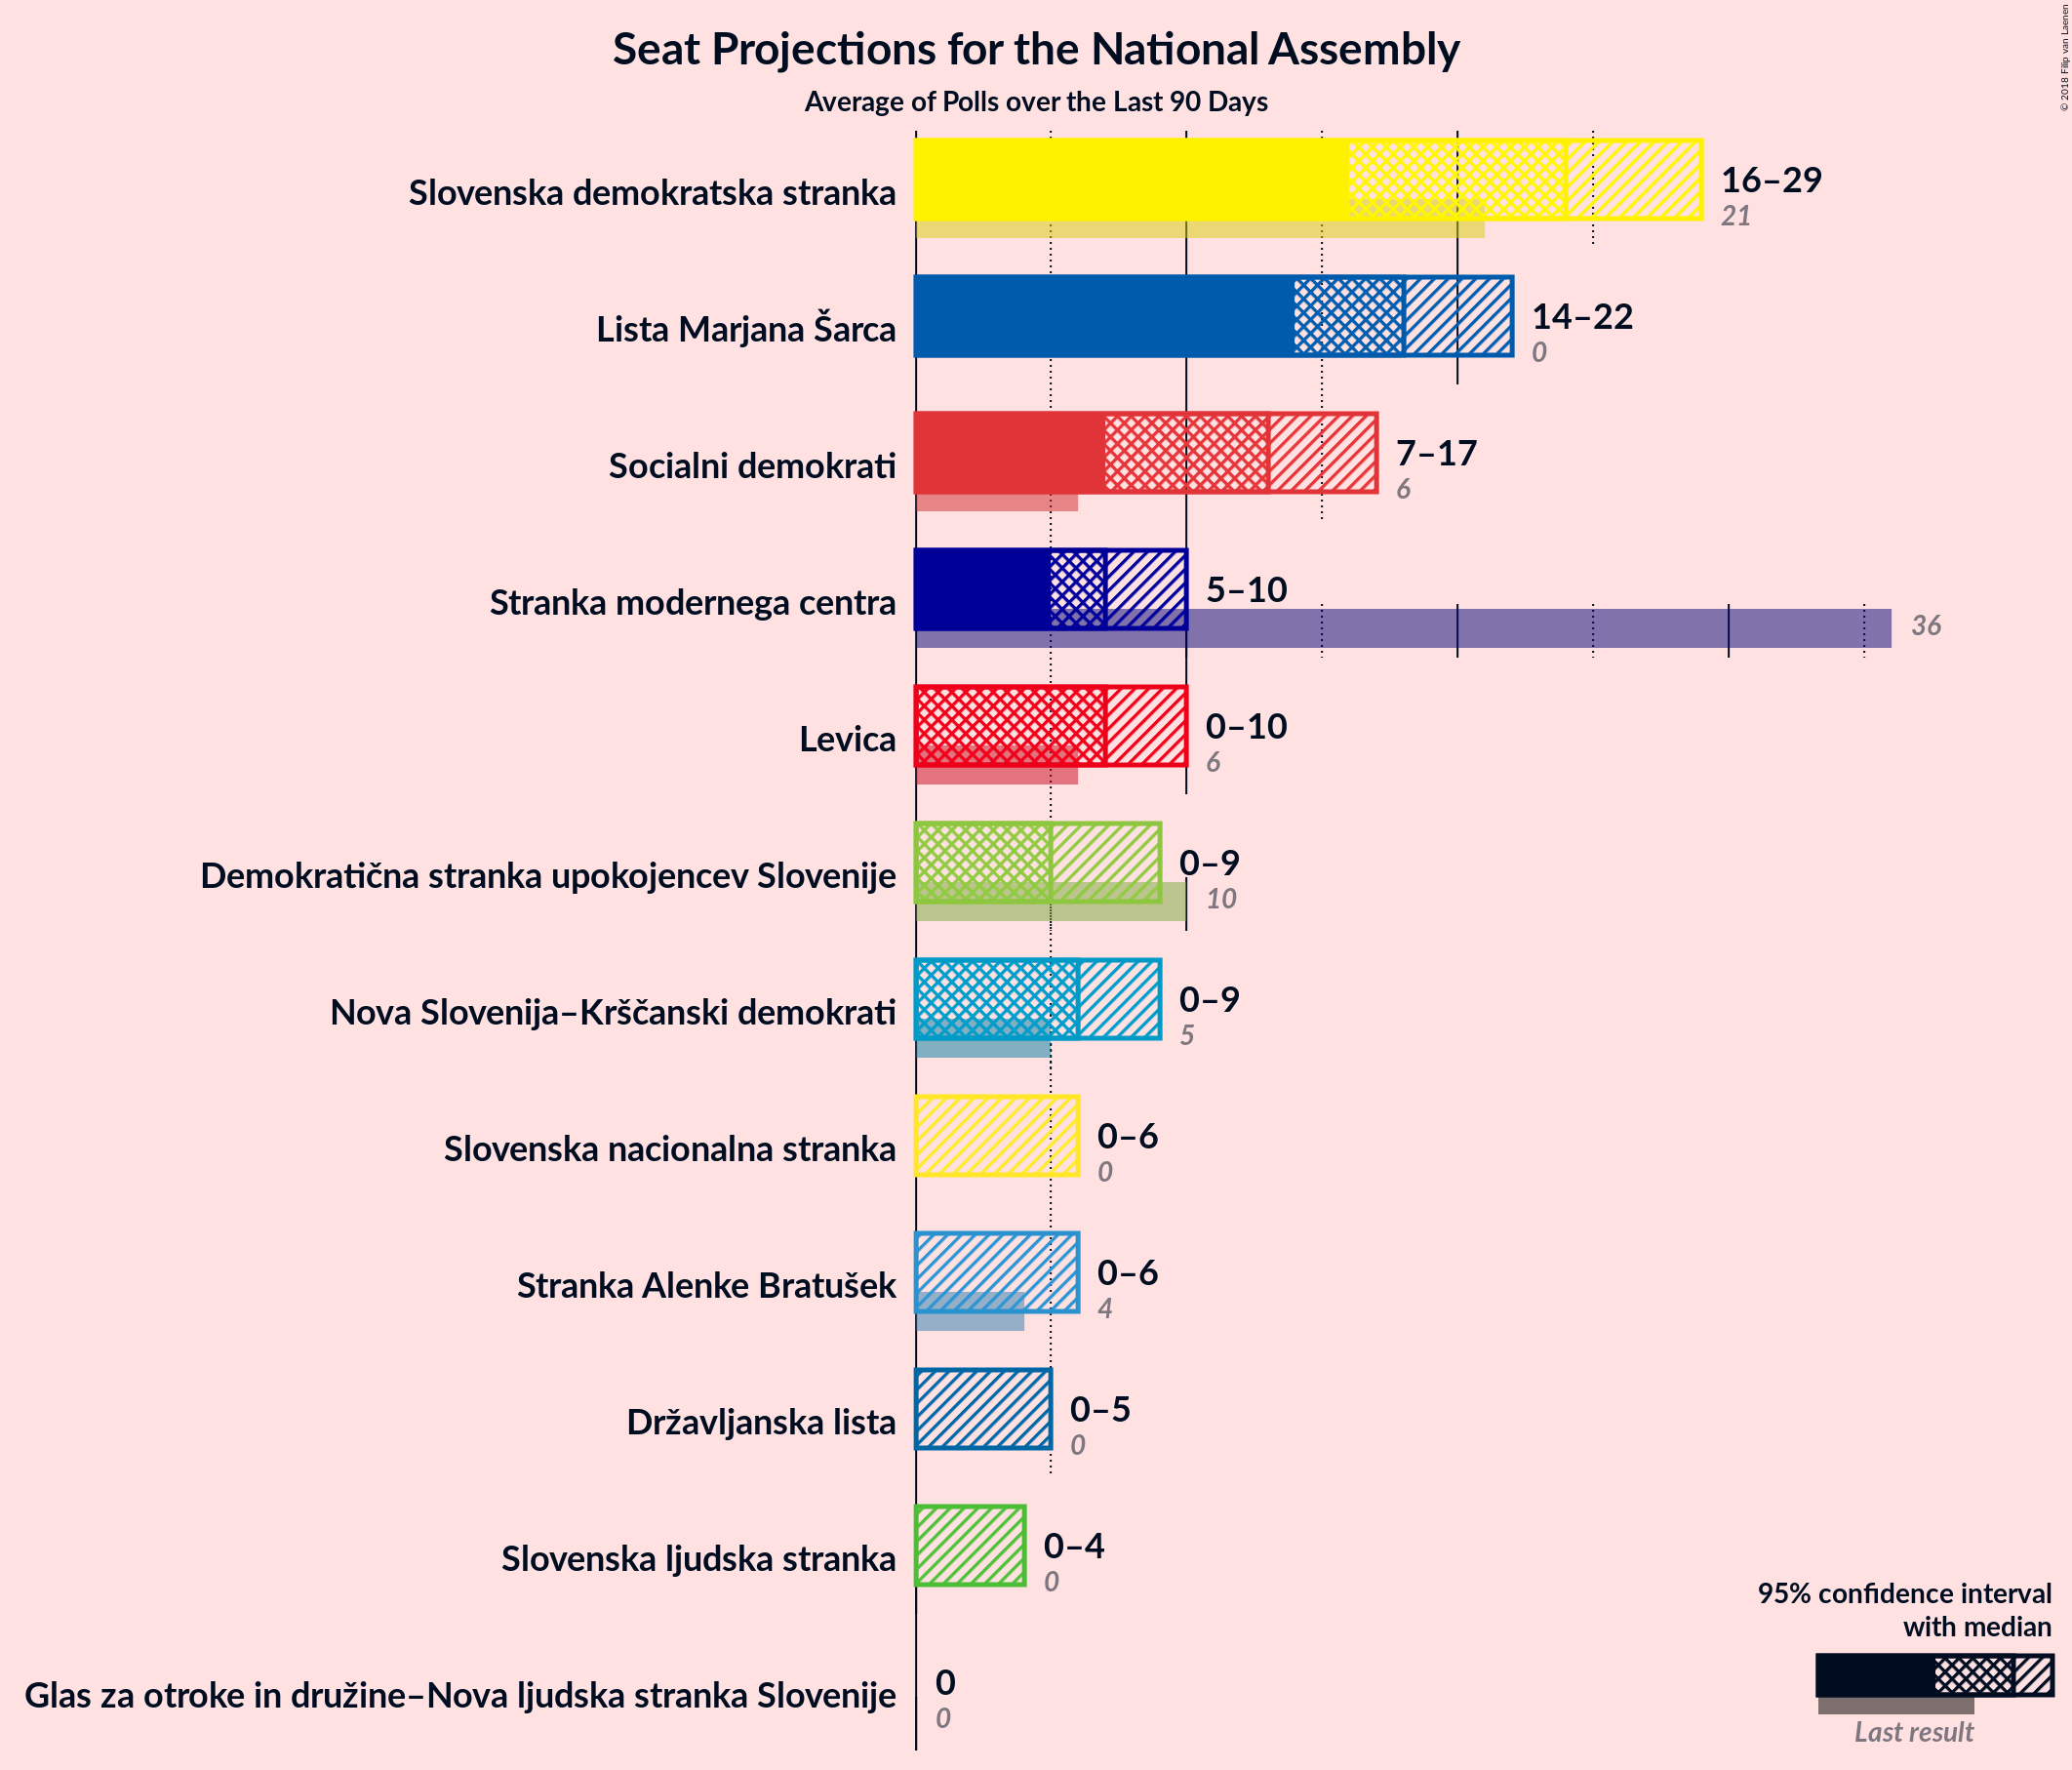 Seat Projections for the National Assembly
Average of Polls over the Last 90 Days
© 2018 Filip van Laenen
Slovenska demokratska stranka
16–29
21
Lista Marjana Šarca
14–22
0
Socialni demokrati
7–17
6
Stranka modernega centra
5–10
36
Levica
0–10
6
Demokratična stranka upokojencev Slovenije
0–9
10
Nova Slovenija–Krščanski demokrati
0–9
5
Slovenska nacionalna stranka
0–6
0
Stranka Alenke Bratušek
0–6
4
Državljanska lista
0–5
0
Slovenska ljudska stranka
0–4
0
Glas za otroke in družine–Nova ljudska stranka Slovenije
0
0
95% confidence interval
with median
Last result